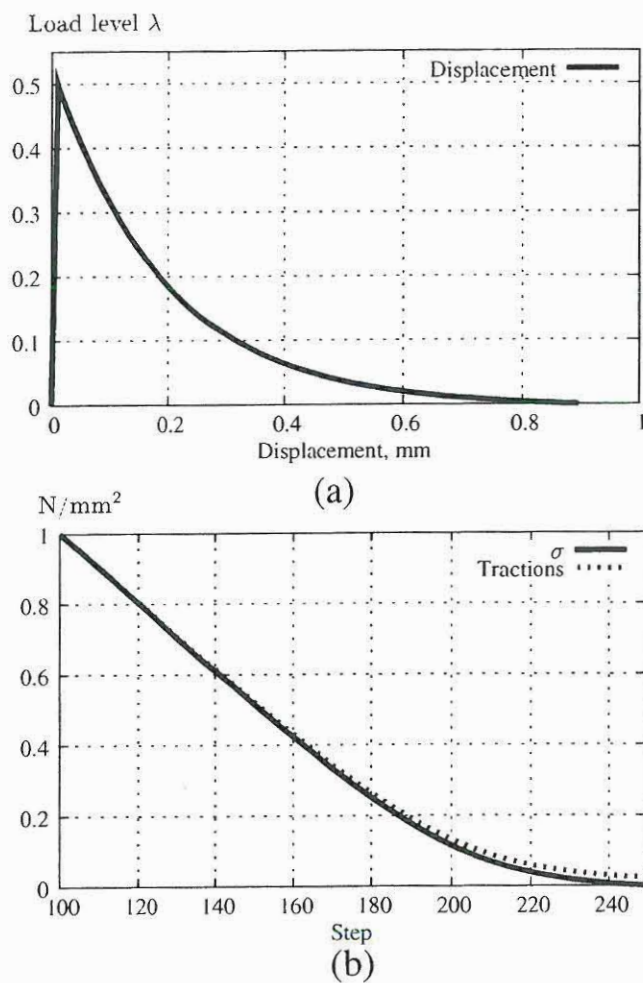 Load level λ
Displacement
0.5
0.4
0.3
0.2
0.1
0
0 0.2 0.4 0.6 0.8 1
Displacement, mm
(a)
N/mm²
1
σ
Tractions
0.8
0.6
0.4
0.2
0
100 120 140 160 180 200 220 240
Step
(b)